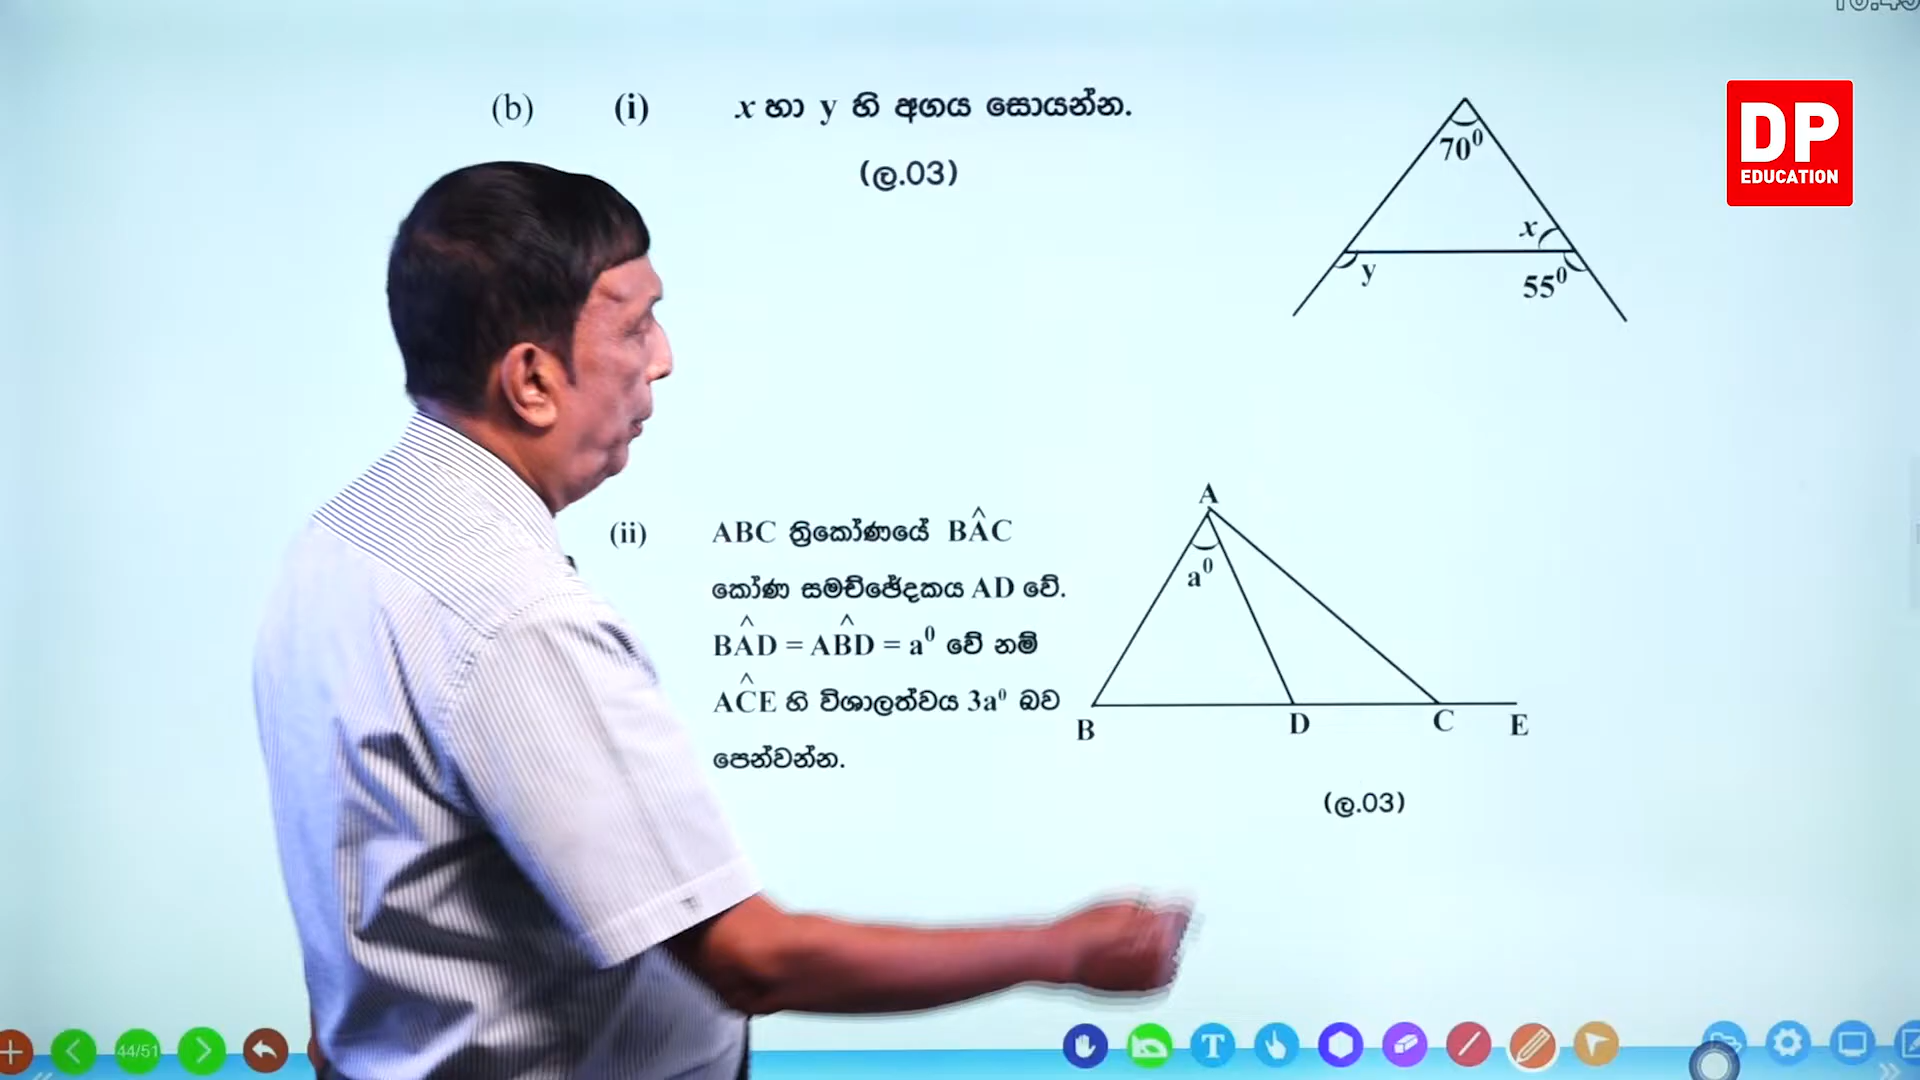 (b) (i) x හා y හි අගය සොයන්න.
(ල.03)
70⁰
x
y
55⁰
DP
EDUCATION
(ii) ABC ත්‍රිකෝණයේ BÂC
කෝණ සමච්ඡේදකය AD වේ.
BÂD = AB̂D = a⁰ වේ නම්
AĈE හි විශාලත්වය 3a⁰ බව
පෙන්වන්න.
A
a⁰
B
D
C
E
(ල.03)
44/51
T